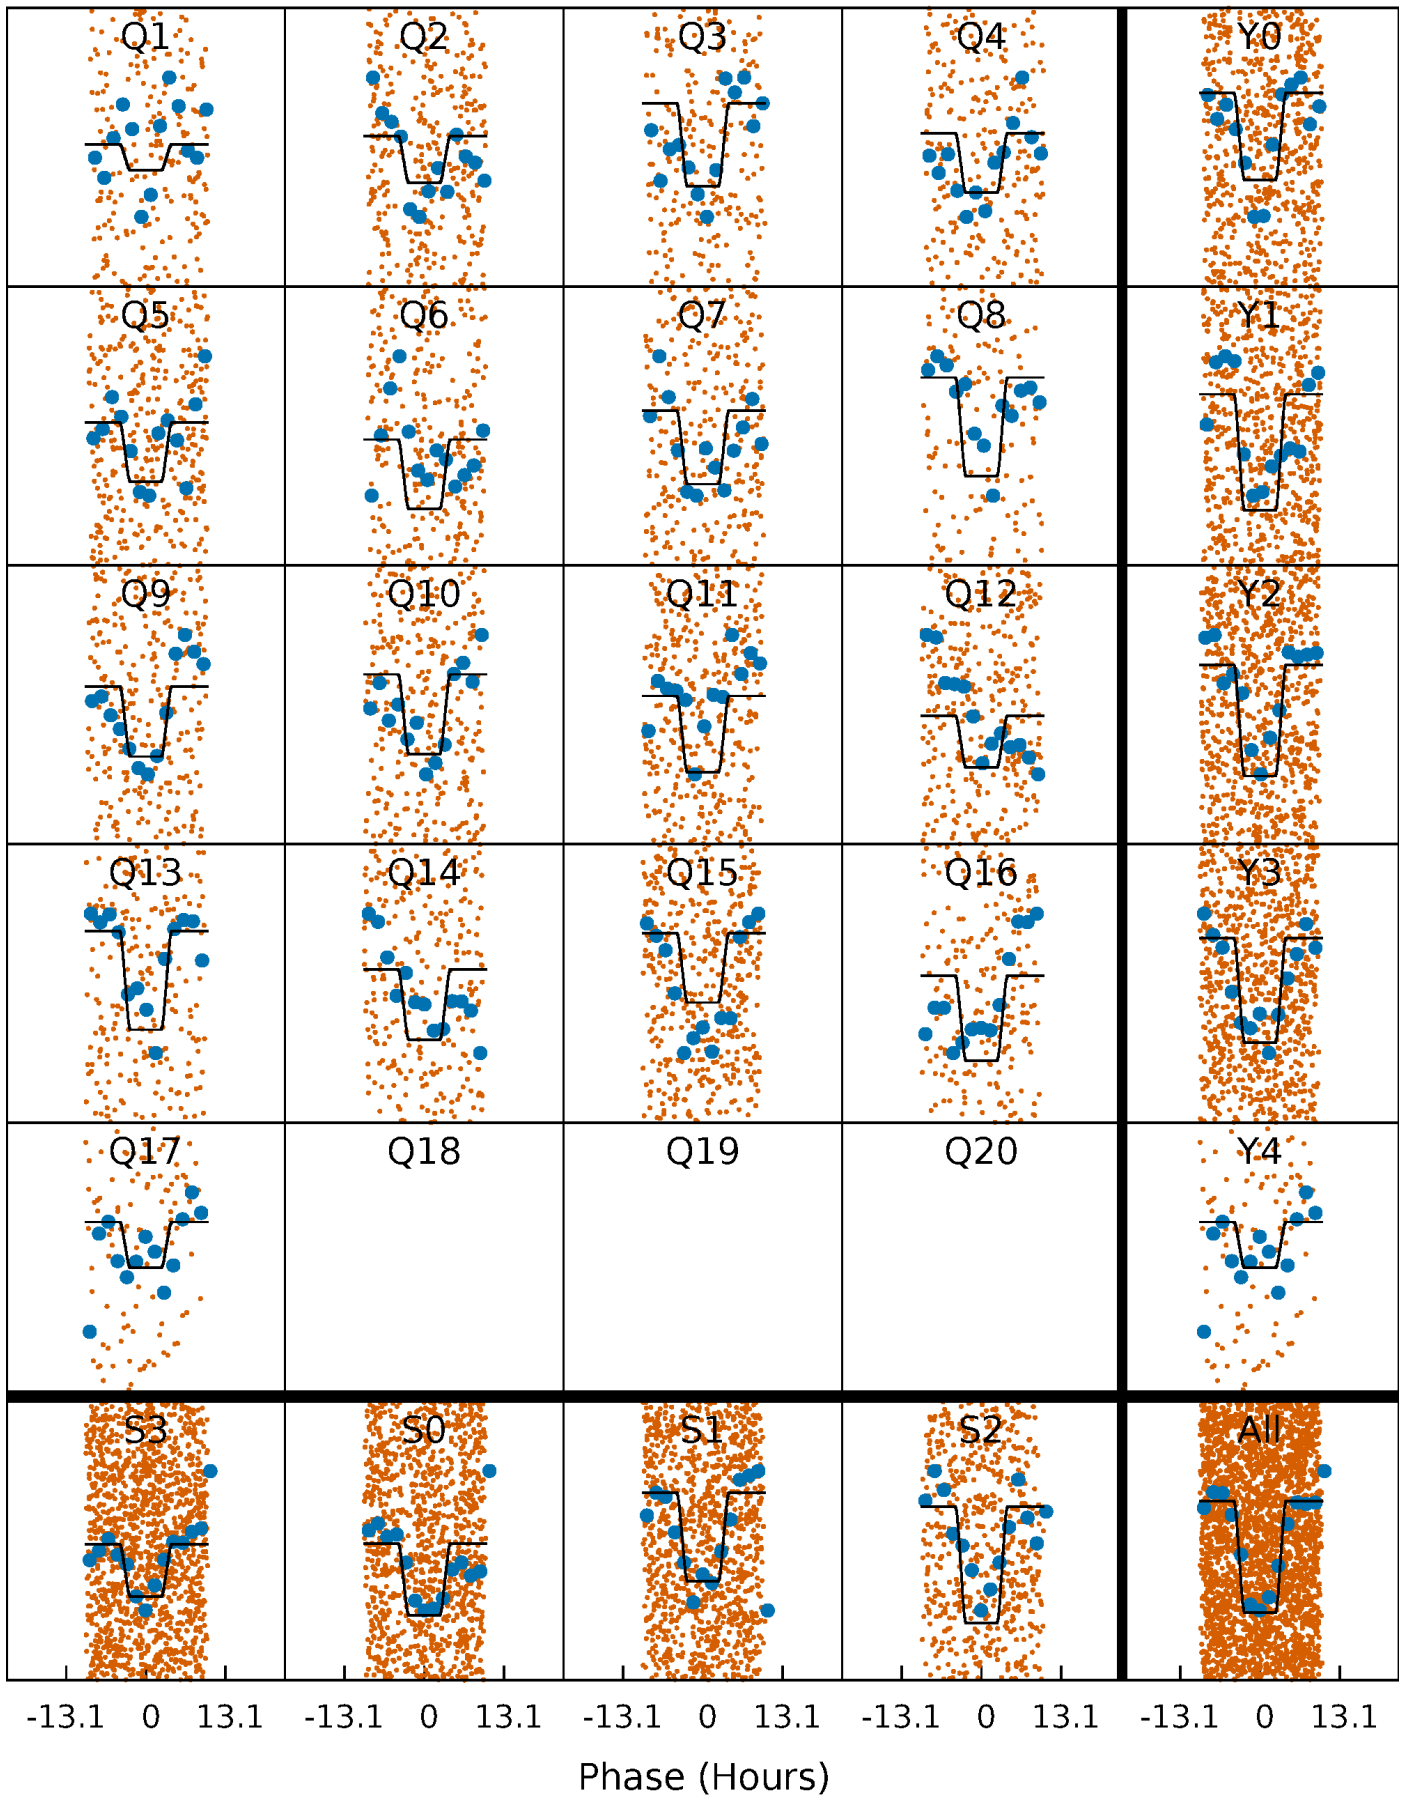 Q1 Q2 Q3 Q4 Y0
Q5 Q6 Q7 Q8 Y1
Q9 Q10 Q11 Q12 Y2
Q13 Q14 Q15 Q16 Y3
Q17 Q18 Q19 Q20 Y4
S3 S0 S1 S2 All
-13.1 0 13.1 -13.1 0 13.1 -13.1 0 13.1 -13.1 0 13.1 -13.1 0 13.1
Phase (Hours)